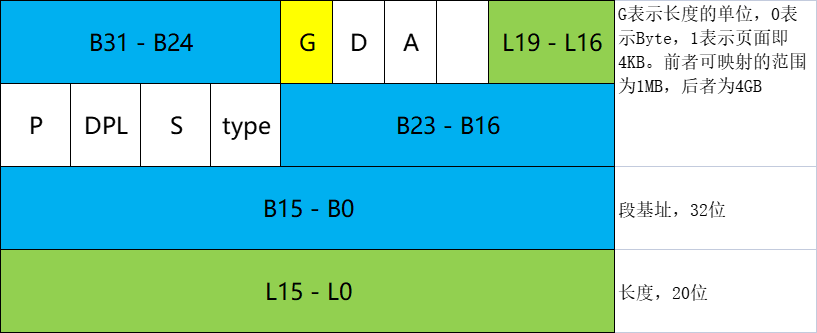 B31 - B24
G
D
A
L19 - L16
G表示长度的单位，0表
示Byte，1表示页面即
4KB。前者可映射的范围
为1MB，后者为4GB
P
DPL
S
type
B23 - B16
B15 - B0
段基址，32位
L15 - L0
长度，20位